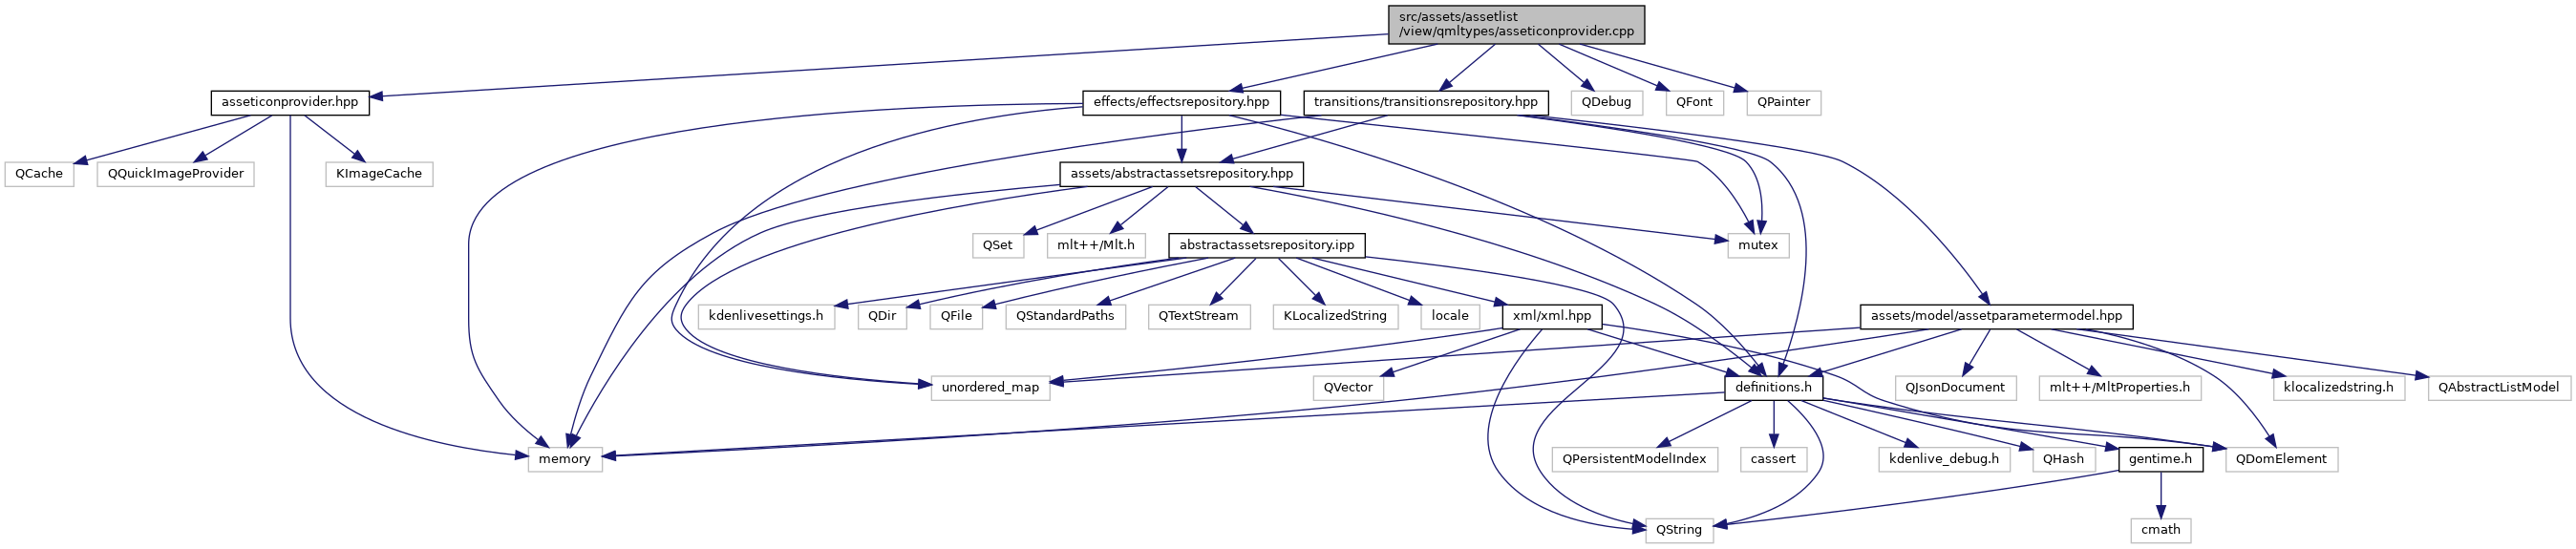 src/assets/assetlist
/view/qmltypes/asseticonprovider.cpp
asseticonprovider.hpp
effects/effectsrepository.hpp
transitions/transitionsrepository.hpp
QDebug
QFont
QPainter
QCache
QQuickImageProvider
KImageCache
assets/abstractassetsrepository.hpp
QSet
mlt++/Mlt.h
abstractassetsrepository.ipp
mutex
kdenlivesettings.h
QDir
QFile
QStandardPaths
QTextStream
KLocalizedString
locale
xml/xml.hpp
assets/model/assetparametermodel.hpp
unordered_map
QVector
definitions.h
QJsonDocument
mlt++/MltProperties.h
klocalizedstring.h
QAbstractListModel
memory
QPersistentModelIndex
cassert
kdenlive_debug.h
QHash
gentime.h
QDomElement
QString
cmath